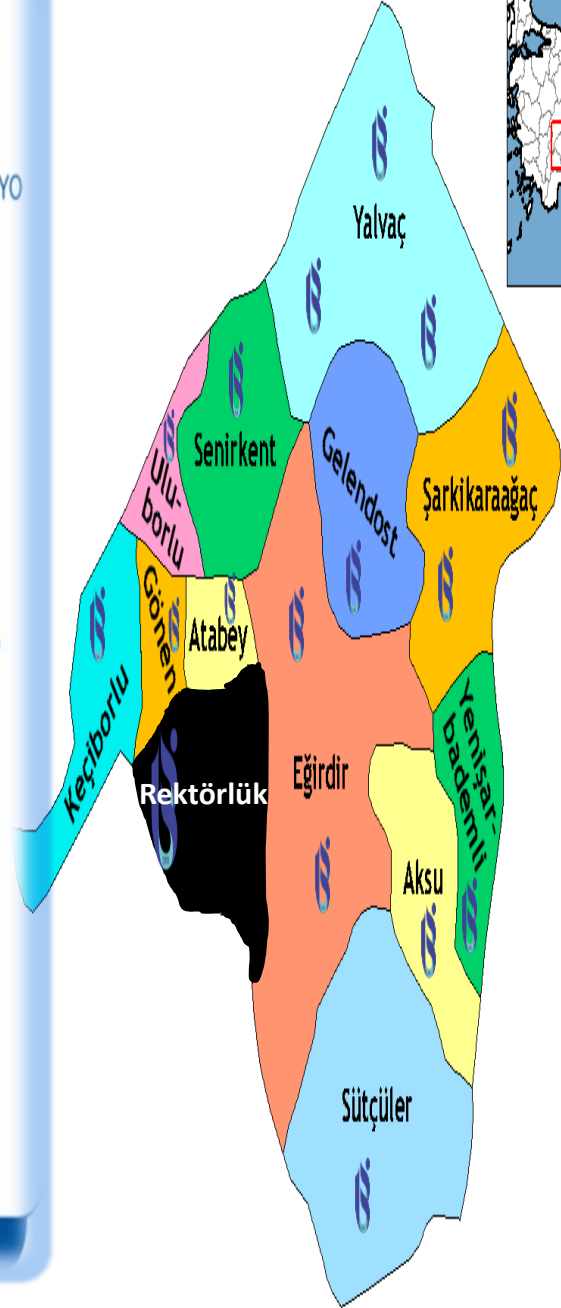 YO
Yalvaç
Senirkent
Gelendost
Ulu-
borlu
Şarkikaraağaç
Gönen
Atabey
Keçiborlu
Rektörlük
Eğirdir
Yenişar-
bademli
Aksu
Sütçüler